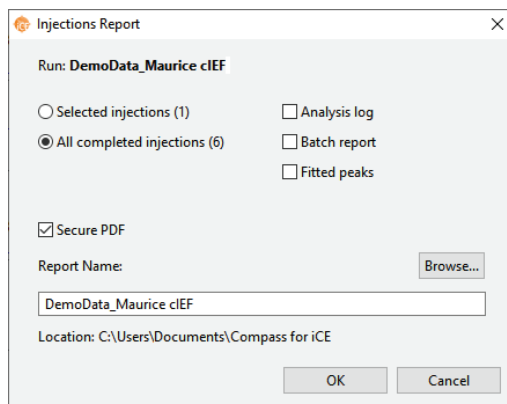 Injections Report
Run: DemoData_Maurice cIEF
Selected injections (1)
Analysis log
All completed injections (6)
Batch report
Fitted peaks
Secure PDF
Report Name:
Browse...
DemoData_Maurice cIEF
Location: C:\Users\Documents\Compass for iCE
OK
Cancel